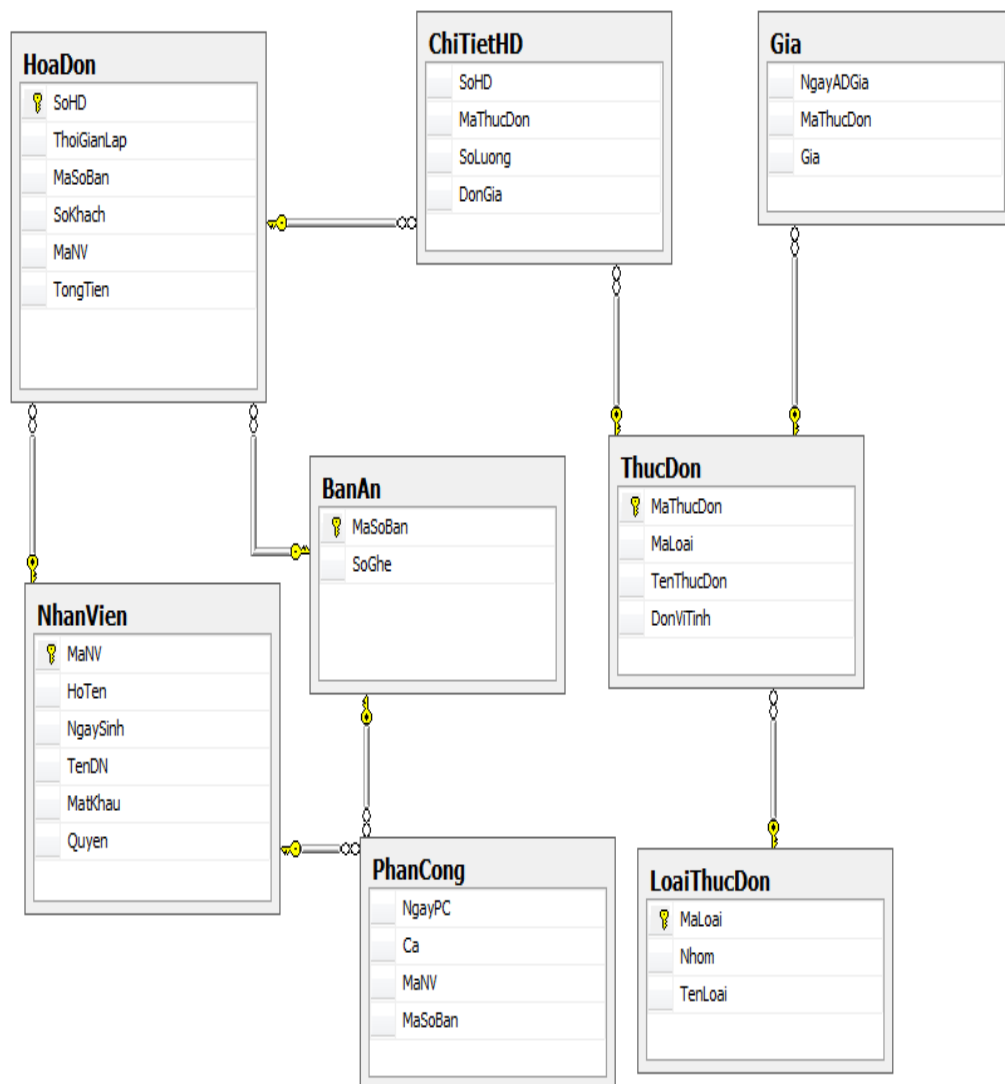 HoaDon
SoHD
ThoiGianLap
MaSoBan
SoKhach
MaNV
TongTien
ChiTietHD
SoHD
MaThucDon
SoLuong
DonGia
Gia
NgayADGia
MaThucDon
Gia
BanAn
MaSoBan
SoGhe
ThucDon
MaThucDon
MaLoai
TenThucDon
DonViTinh
NhanVien
MaNV
HoTen
NgaySinh
TenDN
MatKhau
Quyen
PhanCong
NgayPC
Ca
MaNV
MaSoBan
LoaiThucDon
MaLoai
Nhom
TenLoai